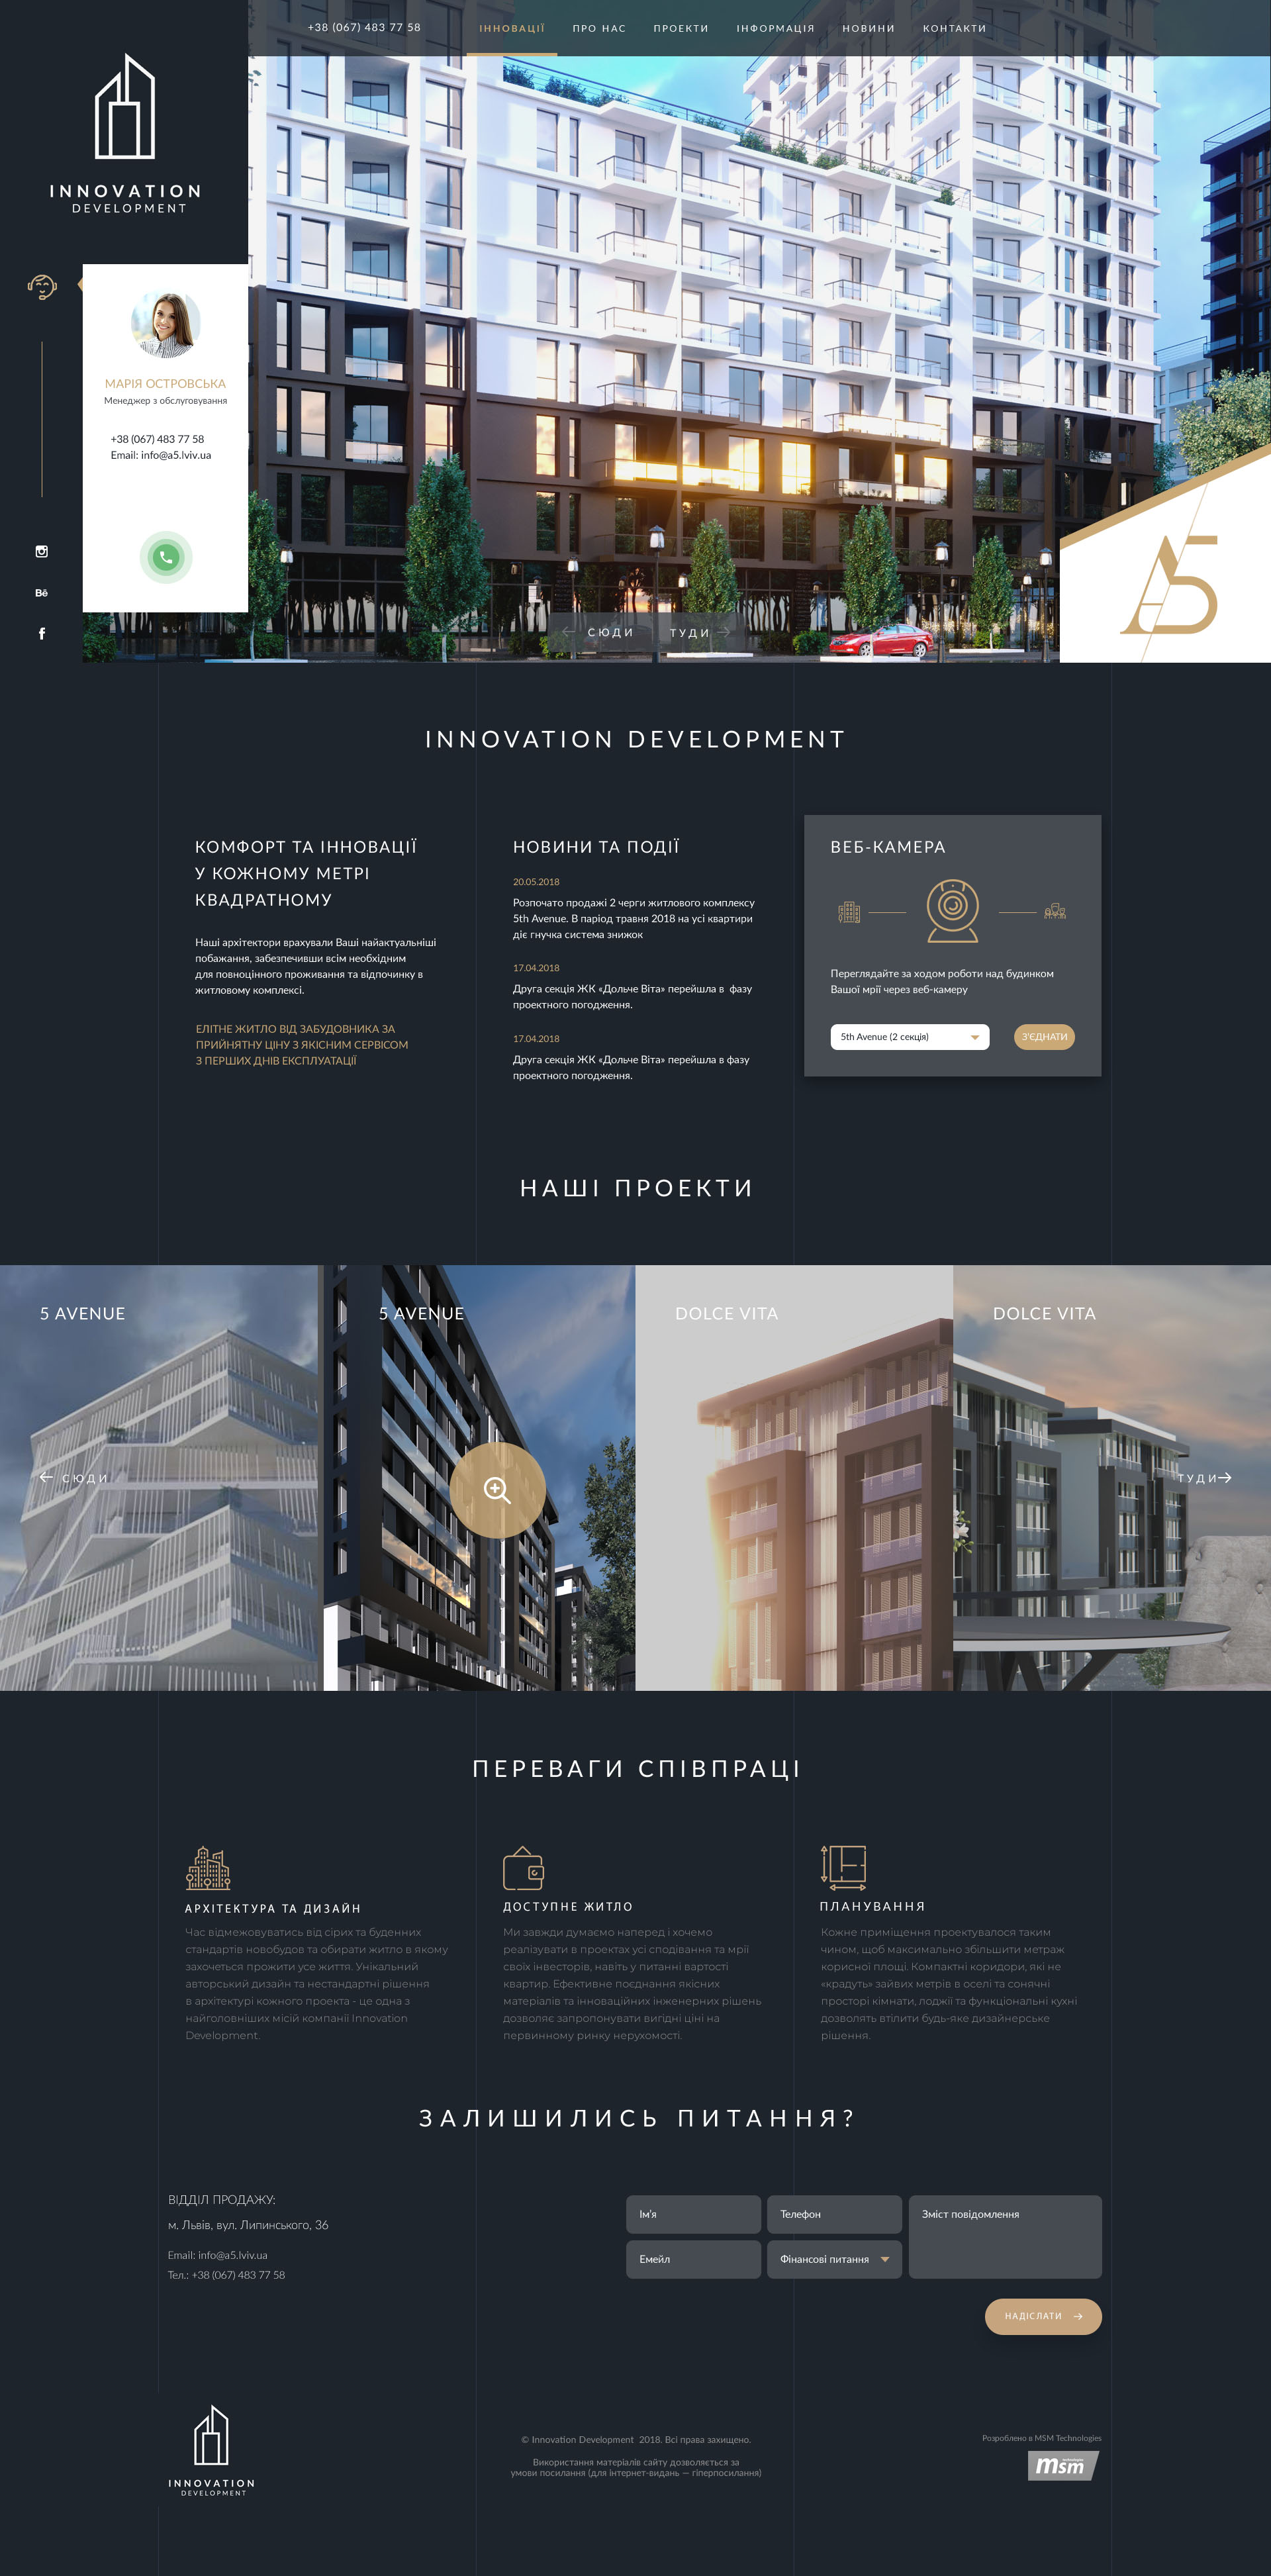 +38 (067) 483 77 58
ІННОВАЦІЇ
ПРО НАС
ПРОЕКТИ
ІНФОРМАЦІЯ
НОВИНИ
КОНТАКТИ
INNOVATION
DEVELOPMENT
МАРІЯ ОСТРОВСЬКА
Менеджер з обслуговування
+38 (067) 483 77 58
Email: info@a5.lviv.ua
Bē
f
СЮДИ
ТУДИ
A5
INNOVATION DEVELOPMENT
КОМФОРТ ТА ІННОВАЦІЇ
У КОЖНОМУ МЕТРІ
КВАДРАТНОМУ
Наші архітектори врахували Ваші найактуальніші
побажання, забезпечивши всім необхідним
для повноцінного проживання та відпочинку в
житловому комплексі.
ЕЛІТНЕ ЖИТЛО ВІД ЗАБУДОВНИКА ЗА
ПРИЙНЯТНУ ЦІНУ З ЯКІСНИМ СЕРВІСОМ
З ПЕРШИХ ДНІВ ЕКСПЛУАТАЦІЇ
НОВИНИ ТА ПОДІЇ
20.05.2018
Розпочато продажі 2 черги житлового комплексу
5th Avenue. В період травня 2018 на усі квартири
діє гнучка система знижок
17.04.2018
Друга секція ЖК «Дольче Віта» перейшла в фазу
проектного погодження.
17.04.2018
Друга секція ЖК «Дольче Віта» перейшла в фазу
проектного погодження.
ВЕБ-КАМЕРА
Переглядайте за ходом роботи над будинком
Вашої мрії через веб-камеру
5th Avenue (2 секція)
З'ЄДНАТИ
НАШІ ПРОЕКТИ
5 AVENUE
5 AVENUE
DOLCE VITA
DOLCE VITA
СЮДИ
ТУДИ
ПЕРЕВАГИ СПІВПРАЦІ
АРХІТЕКТУРА ТА ДИЗАЙН
Час відмежовуватись від сірих та буденних
стандартів новобудов та обирати житло в якому
захочеться прожити усе життя. Унікальний
авторський дизайн та нестандартні рішення
в архітектурі кожного проекта - це одна з
найголовніших місій компанії Innovation
Development.
ДОСТУПНЕ ЖИТЛО
Ми завжди думаємо наперед і хочемо
реалізувати в проектах усі сподівання та мрії
своїх інвесторів, навіть у питанні вартості
квартир. Ефективне поєднання якісних
матеріалів та інноваційних інженерних рішень
дозволяє запропонувати вигідні ціни на
первинному ринку нерухомості.
ПЛАНУВАННЯ
Кожне приміщення проектувалося таким
чином, щоб максимально збільшити метраж
корисної площі. Компактні коридори, які не
«крадуть» зайвих метрів в оселі та сонячні
просторі кімнати, лоджії та функціональні кухні
дозволять втілити будь-яке дизайнерське
рішення.
ЗАЛИШИЛИСЬ ПИТАННЯ?
ВІДДІЛ ПРОДАЖУ:
м. Львів, вул. Липинського, 36
Email: info@a5.lviv.ua
Тел.: +38 (067) 483 77 58
Ім'я
Телефон
Зміст повідомлення
Емейл
Фінансові питання
НАДІСЛАТИ
INNOVATION
DEVELOPMENT
© Innovation Development 2018. Всі права захищено.
Використання матеріалів сайту дозволяється за
умови посилання (для інтернет-видань — гіперпосилання)
Розроблено в MSM Technologies
msm